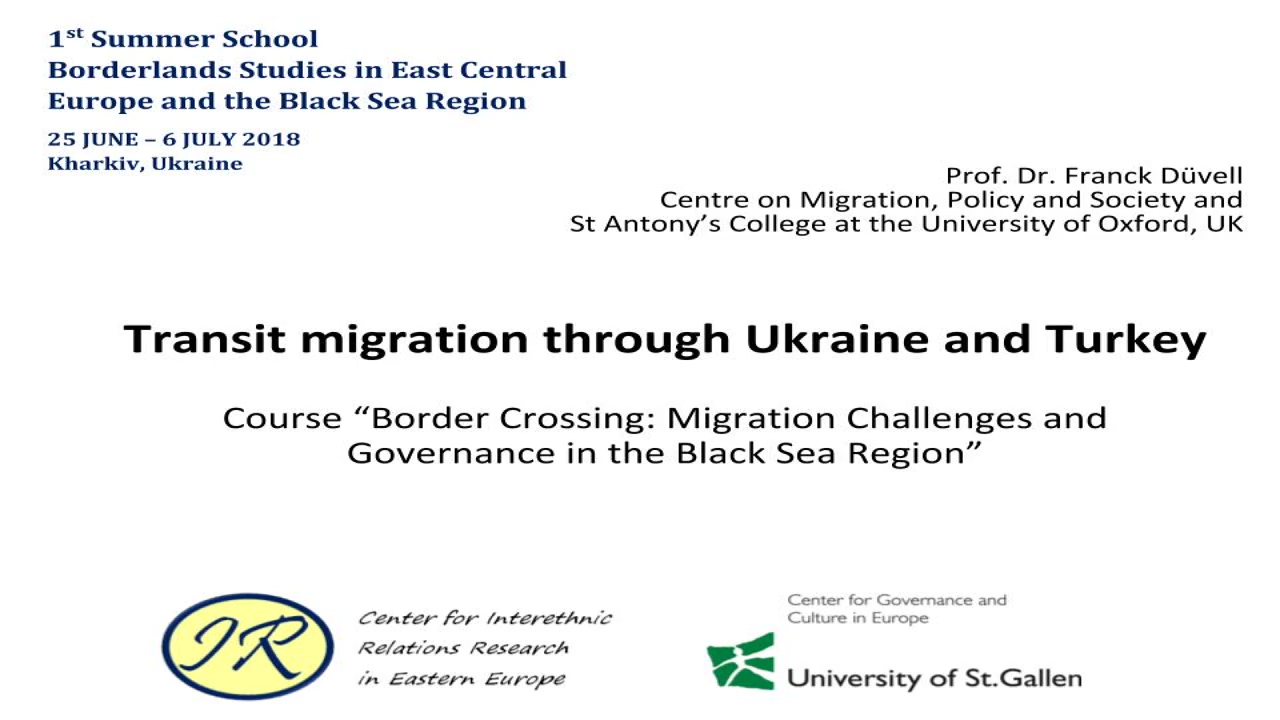 1st Summer School
Borderlands Studies in East Central
Europe and the Black Sea Region
25 JUNE – 6 JULY 2018
Kharkiv, Ukraine
Prof. Dr. Franck Düvell
Centre on Migration, Policy and Society and
St Antony’s College at the University of Oxford, UK
Transit migration through Ukraine and Turkey
Course “Border Crossing: Migration Challenges and
Governance in the Black Sea Region”
IR
Center for Interethnic
Relations Research
in Eastern Europe
Center for Governance and
Culture in Europe
University of St.Gallen